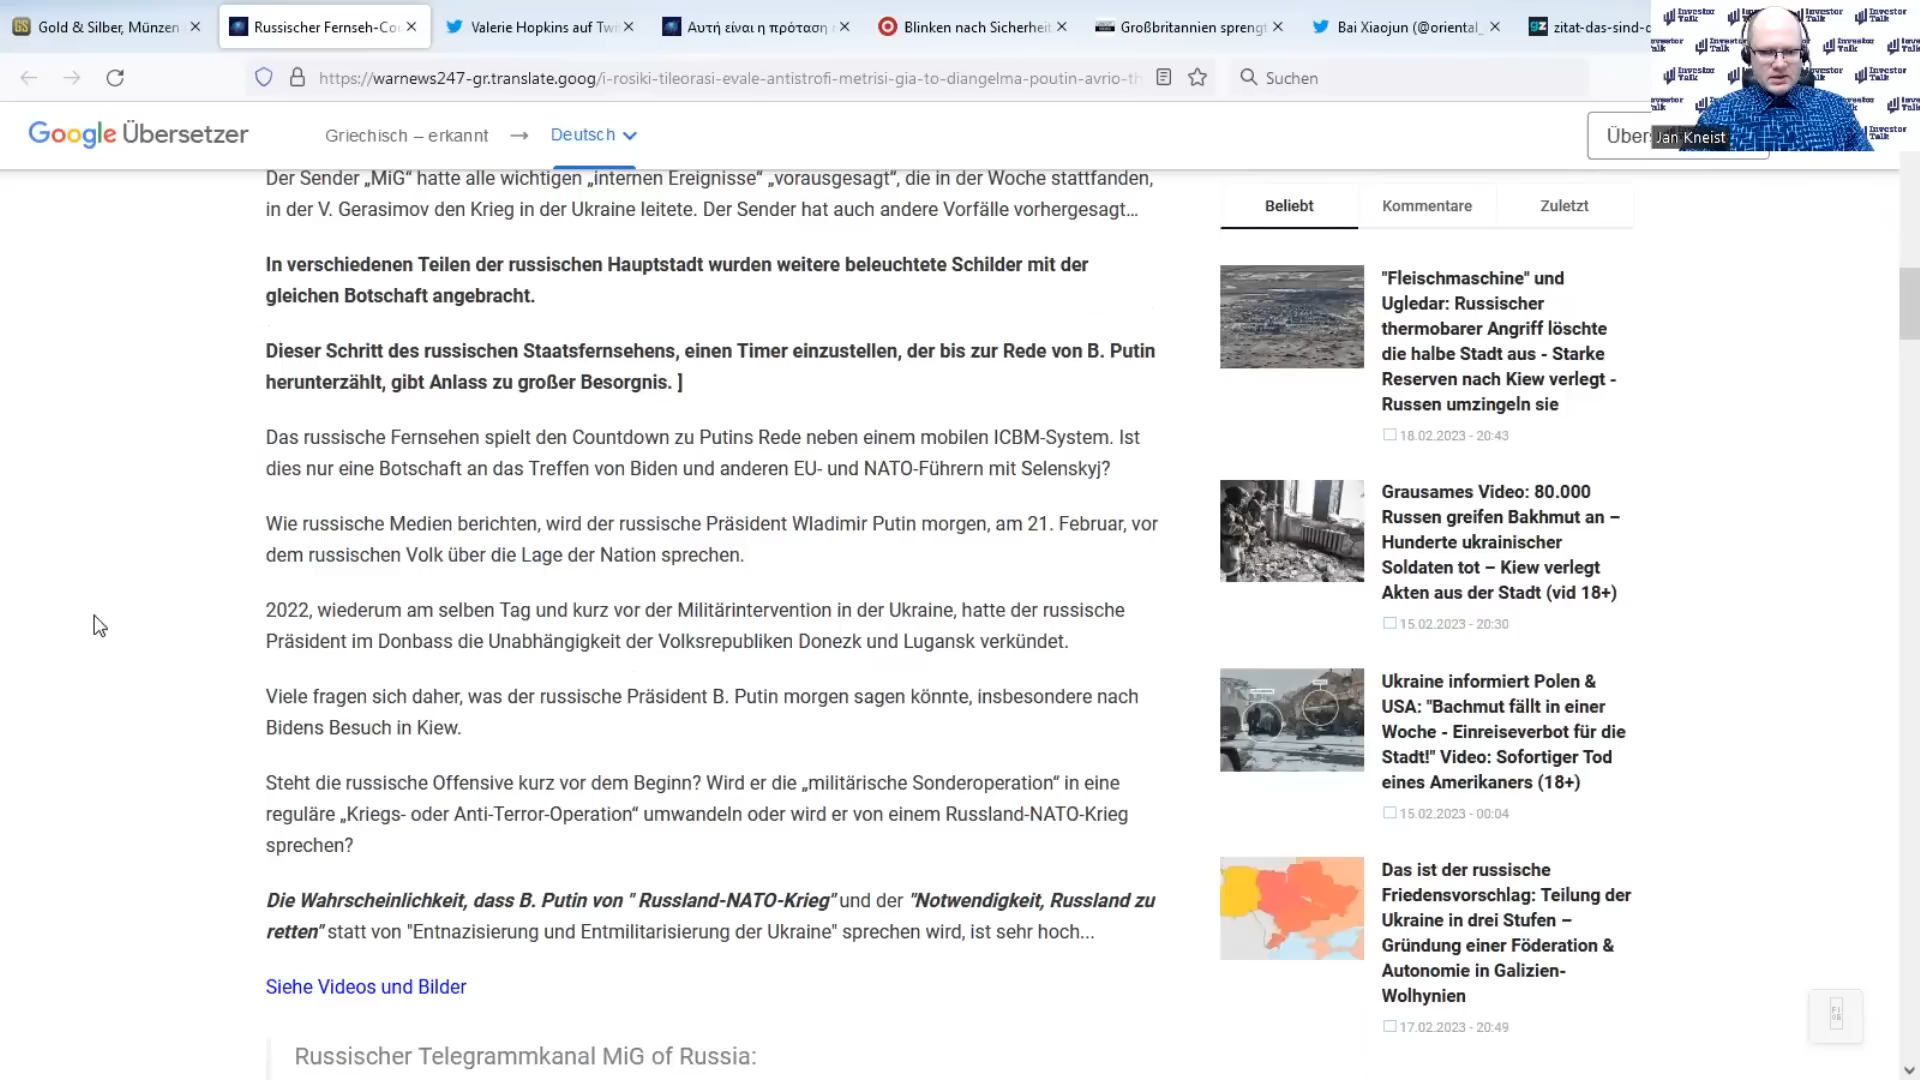 Gold & Silber, Münzen
Russischer Fernseh-Co
Valerie Hopkins auf Twi
Αυτή είναι η πρόταση
Blinken nach Sicherheit
Großbritannien sprengt
Bai Xiaojun (@oriental_
zitat-das-sind-d
https://warnews247-gr.translate.goog/i-rosiki-tileorasi-evale-antistrofi-metrisi-gia-to-diangelma-poutin-avrio-th
Suchen
Google Übersetzer
Griechisch – erkannt
Deutsch
Über
Jan Kneist
Investor Talk
Der Sender „MiG“ hatte alle wichtigen „internen Ereignisse“ „vorausgesagt“, die in der Woche stattfanden,
in der V. Gerasimov den Krieg in der Ukraine leitete. Der Sender hat auch andere Vorfälle vorhergesagt…
In verschiedenen Teilen der russischen Hauptstadt wurden weitere beleuchtete Schilder mit der
gleichen Botschaft angebracht.
Dieser Schritt des russischen Staatsfernsehens, einen Timer einzustellen, der bis zur Rede von B. Putin
herunterzählt, gibt Anlass zu großer Besorgnis. ]
Das russische Fernsehen spielt den Countdown zu Putins Rede neben einem mobilen ICBM-System. Ist
dies nur eine Botschaft an das Treffen von Biden und anderen EU- und NATO-Führern mit Selenskyj?
Wie russische Medien berichten, wird der russische Präsident Wladimir Putin morgen, am 21. Februar, vor
dem russischen Volk über die Lage der Nation sprechen.
2022, wiederum am selben Tag und kurz vor der Militärintervention in der Ukraine, hatte der russische
Präsident im Donbass die Unabhängigkeit der Volksrepubliken Donezk und Lugansk verkündet.
Viele fragen sich daher, was der russische Präsident B. Putin morgen sagen könnte, insbesondere nach
Bidens Besuch in Kiew.
Steht die russische Offensive kurz vor dem Beginn? Wird er die „militärische Sonderoperation“ in eine
reguläre „Kriegs- oder Anti-Terror-Operation“ umwandeln oder wird er von einem Russland-NATO-Krieg
sprechen?
Die Wahrscheinlichkeit, dass B. Putin von " Russland-NATO-Krieg" und der "Notwendigkeit, Russland zu
retten" statt von "Entnazisierung und Entmilitarisierung der Ukraine" sprechen wird, ist sehr hoch...
Siehe Videos und Bilder
Russischer Telegrammkanal MiG of Russia:
Beliebt
Kommentare
Zuletzt
"Fleischmaschine" und
Ugledar: Russischer
thermobarer Angriff löschte
die halbe Stadt aus - Starke
Reserven nach Kiew verlegt -
Russen umzingeln sie
18.02.2023 - 20:43
Grausames Video: 80.000
Russen greifen Bakhmut an –
Hunderte ukrainischer
Soldaten tot – Kiew verlegt
Akten aus der Stadt (vid 18+)
15.02.2023 - 20:30
Ukraine informiert Polen &
USA: "Bachmut fällt in einer
Woche - Einreiseverbot für die
Stadt!" Video: Sofortiger Tod
eines Amerikaners (18+)
15.02.2023 - 00:04
Das ist der russische
Friedensvorschlag: Teilung der
Ukraine in drei Stufen –
Gründung einer Föderation &
Autonomie in Galizien-
Wolhynien
17.02.2023 - 20:49